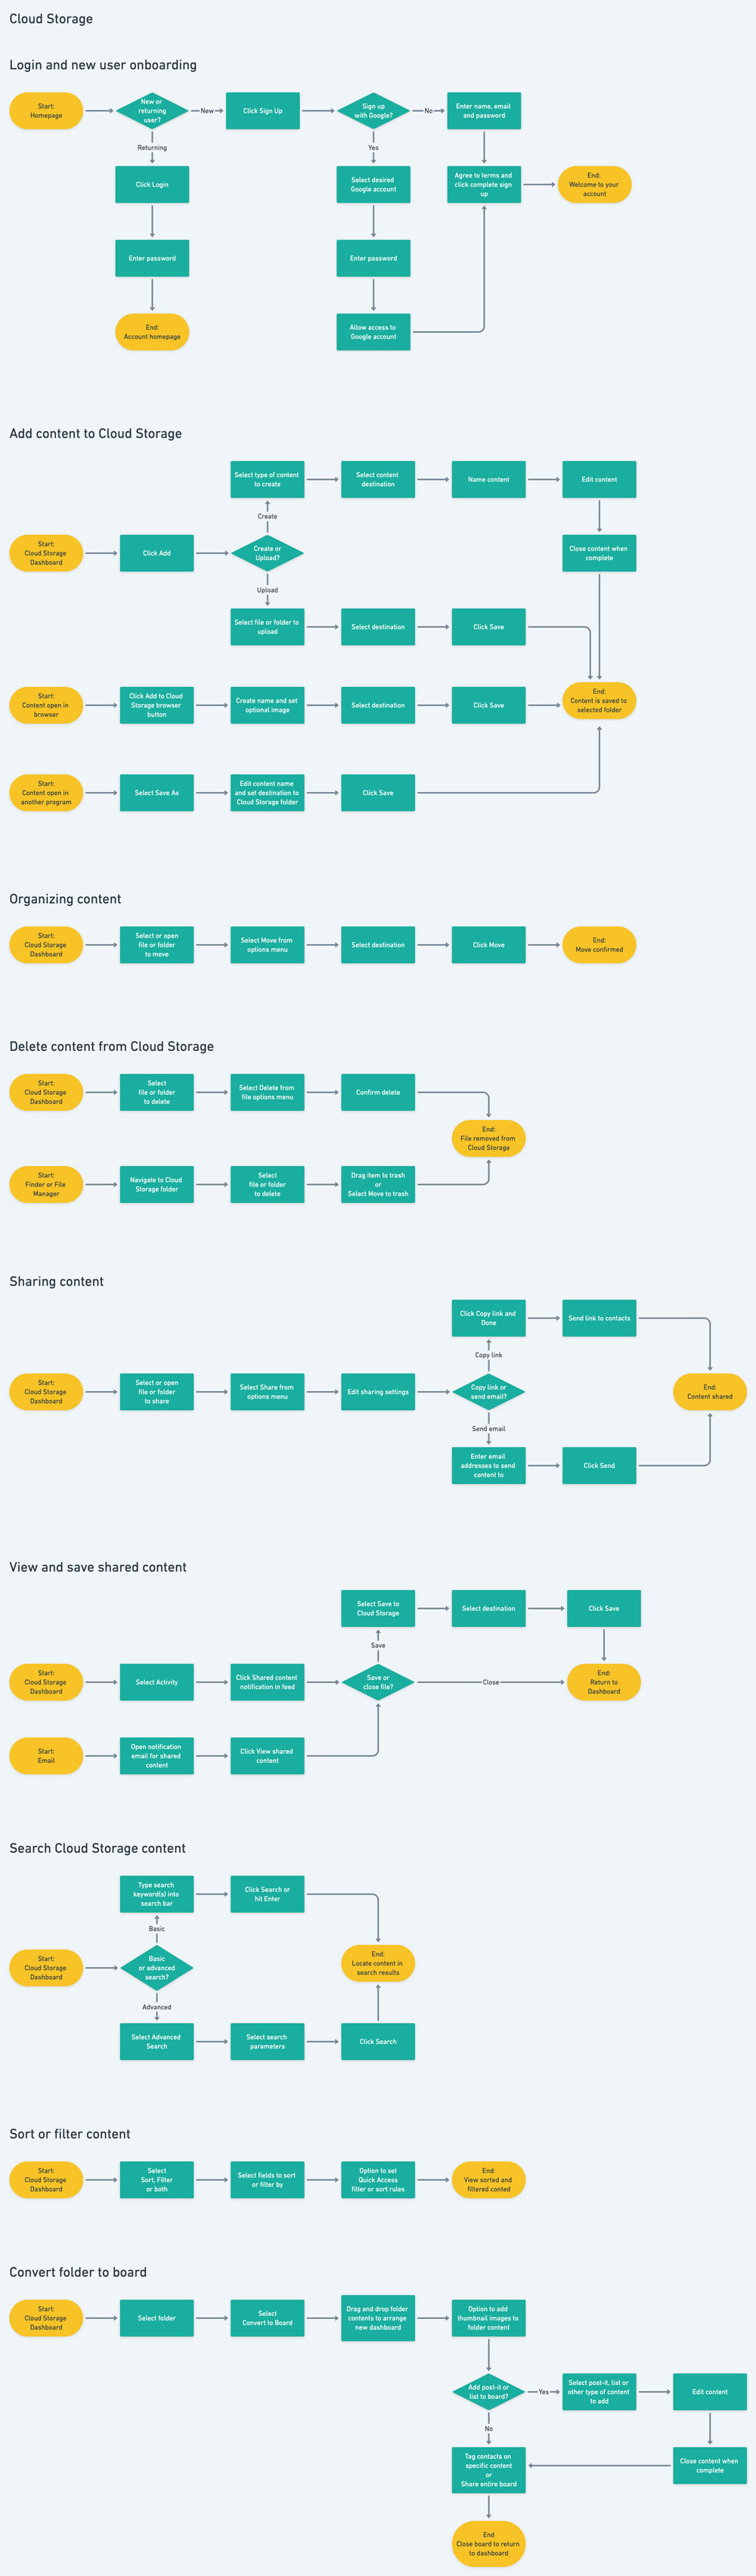 Cloud Storage
Login and new user onboarding
Start:
Homepage
New or
returning
user?
New
Click Sign Up
Sign up
with Google?
No
Enter name, email
and password
Returning
Yes
Click Login
Select desired
Google account
Agree to terms and
click complete sign
up
End:
Welcome to your
account
Enter password
Enter password
End:
Account homepage
Allow access to
Google account
Add content to Cloud Storage
Select type of content
to create
Select content
destination
Name content
Edit content
Create
Start:
Cloud Storage
Dashboard
Click Add
Create or
Upload?
Close content when
complete
Upload
Select file or folder to
upload
Select destination
Click Save
Start:
Content open in
browser
Click Add to Cloud
Storage browser
button
Create name and set
optional image
Select destination
Click Save
End:
Content is saved to
selected folder
Start:
Content open in
another program
Select Save As
Edit content name
and set destination to
Cloud Storage folder
Click Save
Organizing content
Start:
Cloud Storage
Dashboard
Select or open
file or folder
to move
Select Move from
options menu
Select destination
Click Move
End:
Move confirmed
Delete content from Cloud Storage
Start:
Cloud Storage
Dashboard
Select
file or folder
to delete
Select Delete from
file options menu
Confirm delete
End:
File removed from
Cloud Storage
Start:
Finder or File
Manager
Navigate to Cloud
Storage folder
Select
file or folder
to delete
Drag item to trash
or
Select Move to trash
Sharing content
Click Copy link and
Done
Send link to contacts
Copy link
Start:
Cloud Storage
Dashboard
Select or open
file or folder
to share
Select Share from
options menu
Edit sharing settings
Copy link or
send email?
End:
Content shared
Send email
Enter email
addresses to send
content to
Click Send
View and save shared content
Select Save to
Cloud Storage
Select destination
Click Save
Save
Start:
Cloud Storage
Dashboard
Select Activity
Click Shared content
notification in feed
Save or
close file?
Close
End:
Return to
Dashboard
Start:
Email
Open notification
email for shared
content
Click View shared
content
Search Cloud Storage content
Type search
keyword(s) into
search bar
Click Search or
hit Enter
Basic
Start:
Cloud Storage
Dashboard
Basic
or advanced
search?
End:
Locate content in
search results
Advanced
Select Advanced
Search
Select search
parameters
Click Search
Sort or filter content
Start:
Cloud Storage
Dashboard
Select
Sort, Filter
or both
Select fields to sort
or filter by
Option to set
Quick Access
filter or sort rules
End:
View sorted and
filtered conted
Convert folder to board
Start:
Cloud Storage
Dashboard
Select folder
Select
Convert to Board
Drag and drop folder
contents to arrange
new dashboard
Option to add
thumbnail images to
folder content
Add post-it or
list to board?
Yes
Select post-it, list or
other type of content
to add
Edit content
No
Tag contacts on
specific content
or
Share entire board
Close content when
complete
End
Close board to return
to dashboard